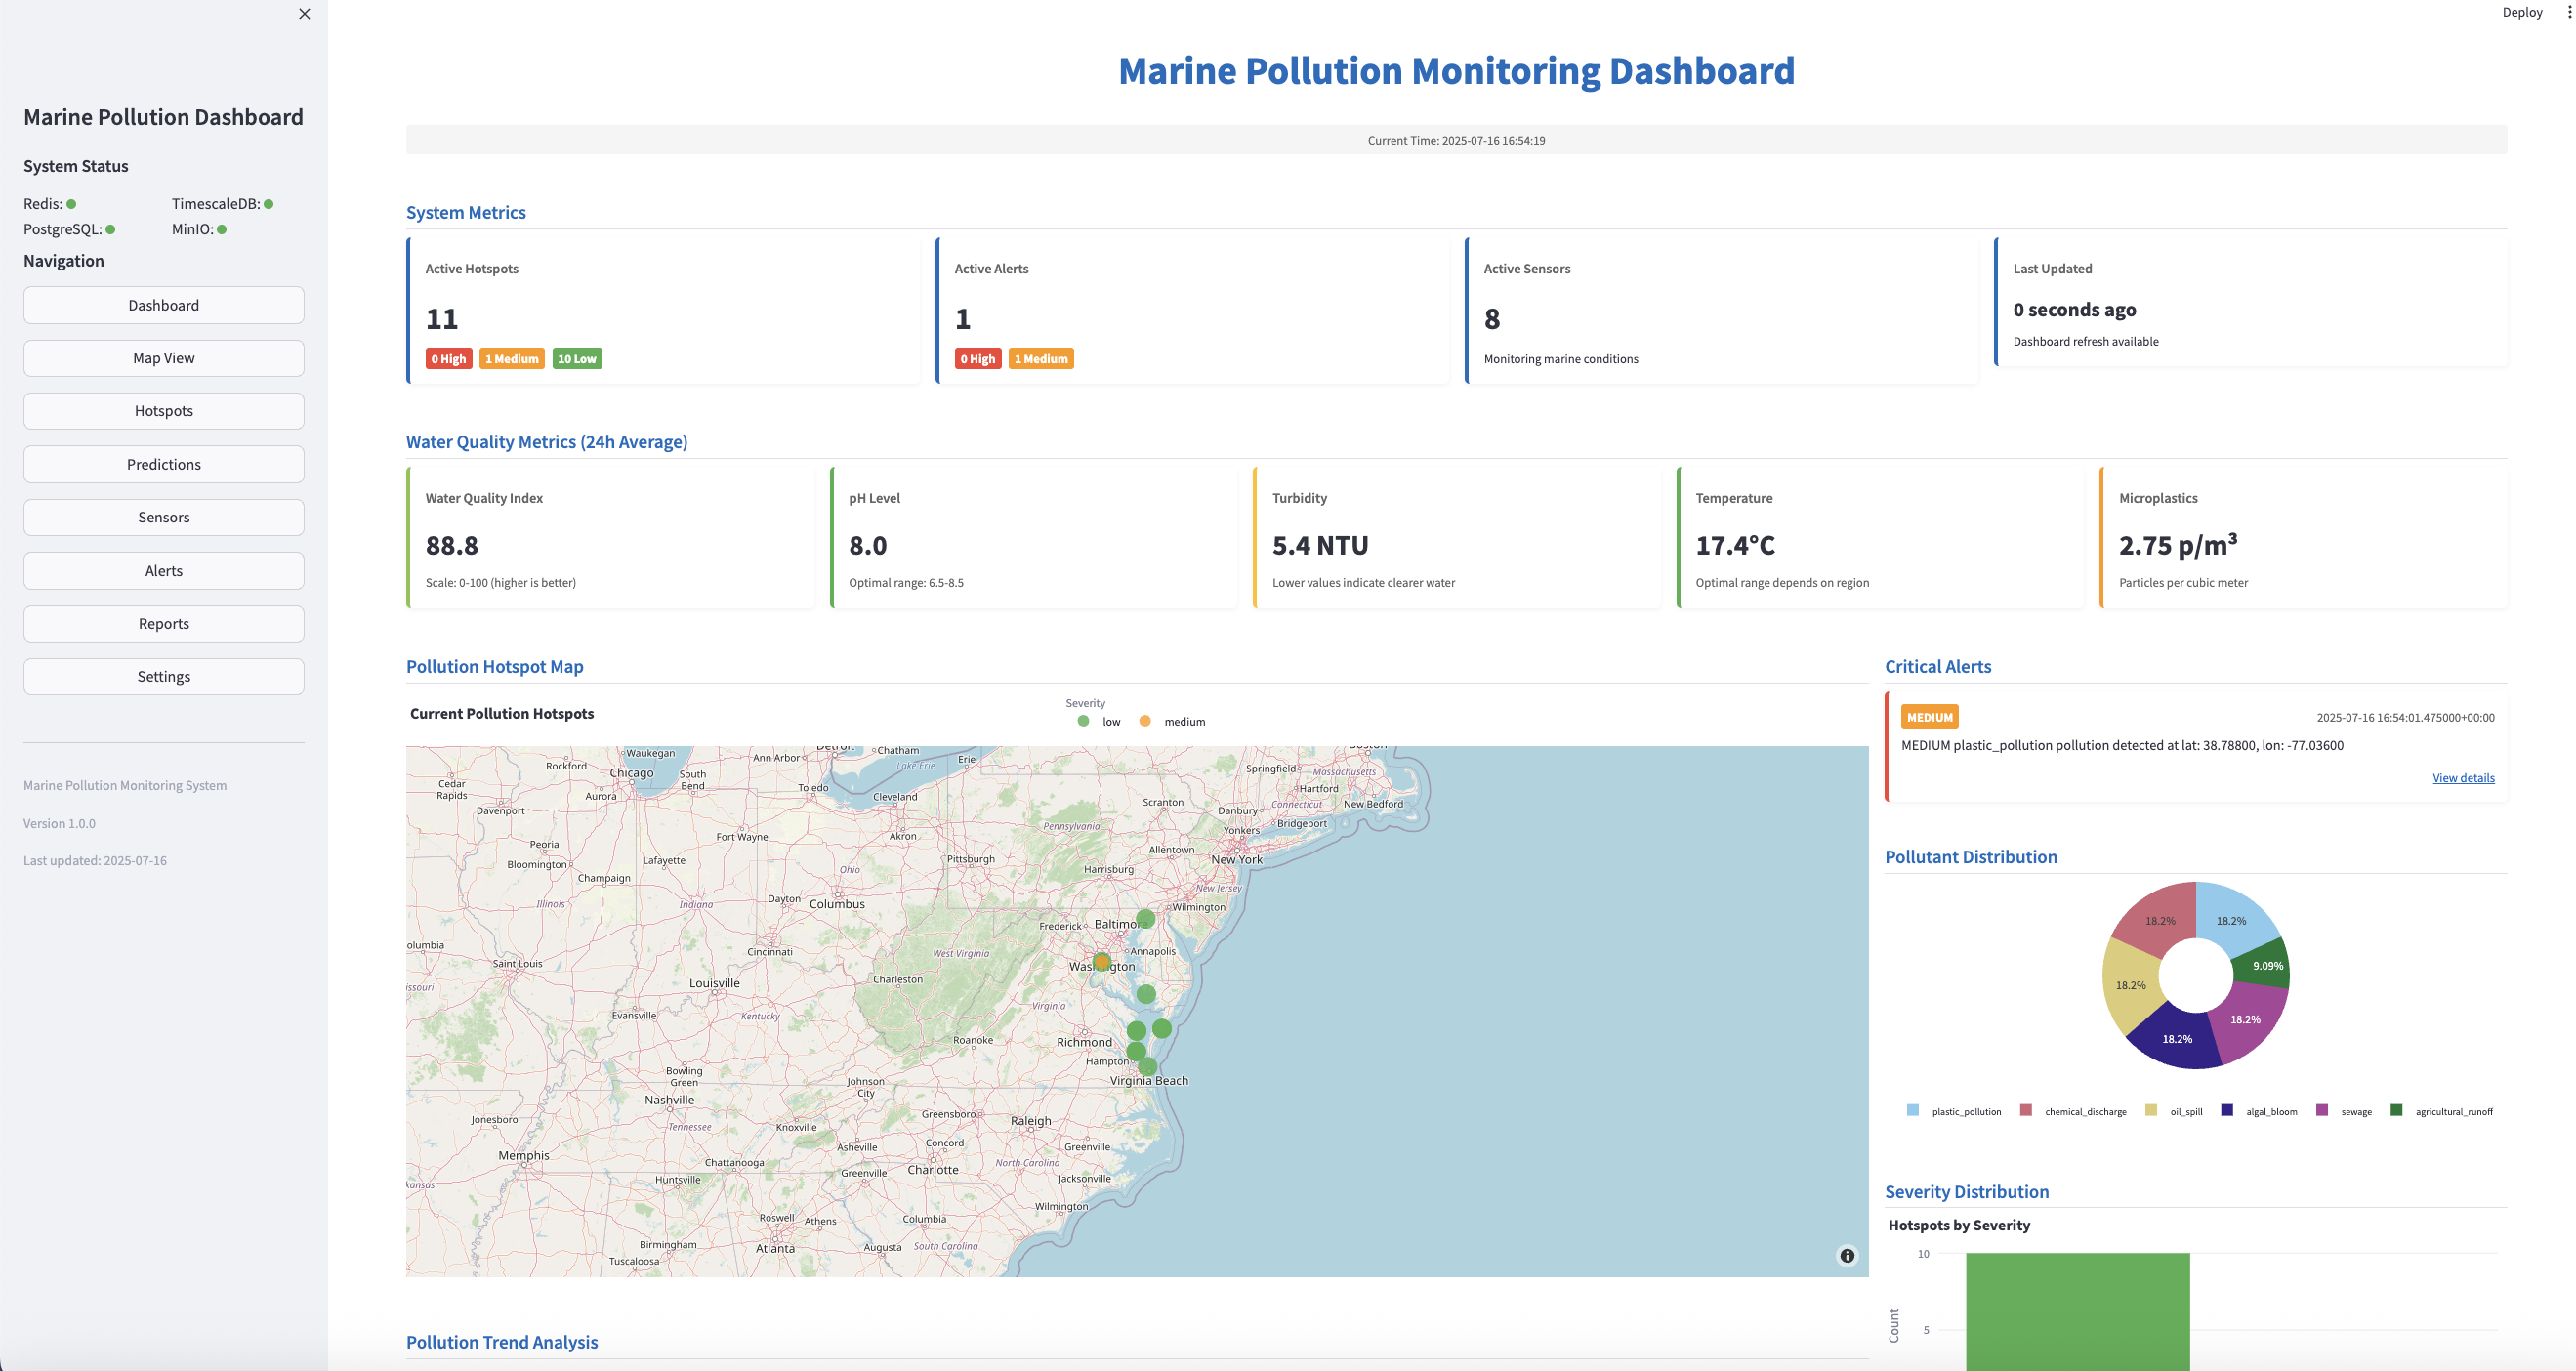 Deploy
Marine Pollution Dashboard
System Status
Redis:
TimescaleDB:
PostgreSQL:
MinIO:
Navigation
Dashboard
Map View
Hotspots
Predictions
Sensors
Alerts
Reports
Settings
Marine Pollution Monitoring System
Version 1.0.0
Last updated: 2025-07-16
Marine Pollution Monitoring Dashboard
Current Time: 2025-07-16 16:54:19
System Metrics
Active Hotspots
11
0 High 1 Medium 10 Low
Active Alerts
1
0 High 1 Medium
Active Sensors
8
Monitoring marine conditions
Last Updated
0 seconds ago
Dashboard refresh available
Water Quality Metrics (24h Average)
Water Quality Index
88.8
Scale: 0-100 (higher is better)
pH Level
8.0
Optimal range: 6.5-8.5
Turbidity
5.4 NTU
Lower values indicate clearer water
Temperature
17.4°C
Optimal range depends on region
Microplastics
2.75 p/m³
Particles per cubic meter
Pollution Hotspot Map
Current Pollution Hotspots
Severity
low medium
Waukegan
Detroit
Chatham
Boston
Rockford
Ann Arbor
Lake Erie
Erie
Springfield
Massachusetts
Chicago
South Bend
Cedar Rapids
Aurora
Toledo
Cleveland
Hartford
Davenport
Scranton
Danbury
Connecticut
New Bedford
Fort Wayne
Akron
Pennsylvania
Yonkers
Bridgeport
Peoria
Bloomington
Lafayette
Pittsburgh
Allentown
New York
Champaign
Ohio
Harrisburg
New Jersey
Illinois
Indiana
Dayton
Columbus
Wilmington
Frederick
Baltimore
olumbia
Cincinnati
West Virginia
Annapolis
Saint Louis
Washington
Louisville
Charleston
issouri
Virginia
Evansville
Kentucky
Roanoke
Richmond
Hampton
Bowling Green
Johnson City
Virginia Beach
Nashville
Jonesboro
Greensboro
Raleigh
Tennessee
Knoxville
Memphis
Asheville
Concord
Greenville
Chattanooga
Greenville
Charlotte
North Carolina
kansas
Huntsville
Jacksonville
Wilmington
Roswell
Athens
Columbia
Birmingham
Atlanta
Augusta
South Carolina
Tuscaloosa
Critical Alerts
MEDIUM
2025-07-16 16:54:01.475000+00:00
MEDIUM plastic_pollution pollution detected at lat: 38.78800, lon: -77.03600
View details
Pollutant Distribution
18.2%
18.2%
9.09%
18.2%
18.2%
18.2%
plastic_pollution chemical_discharge oil_spill algal_bloom sewage agricultural_runoff
Severity Distribution
Hotspots by Severity
10
5
Count
Pollution Trend Analysis